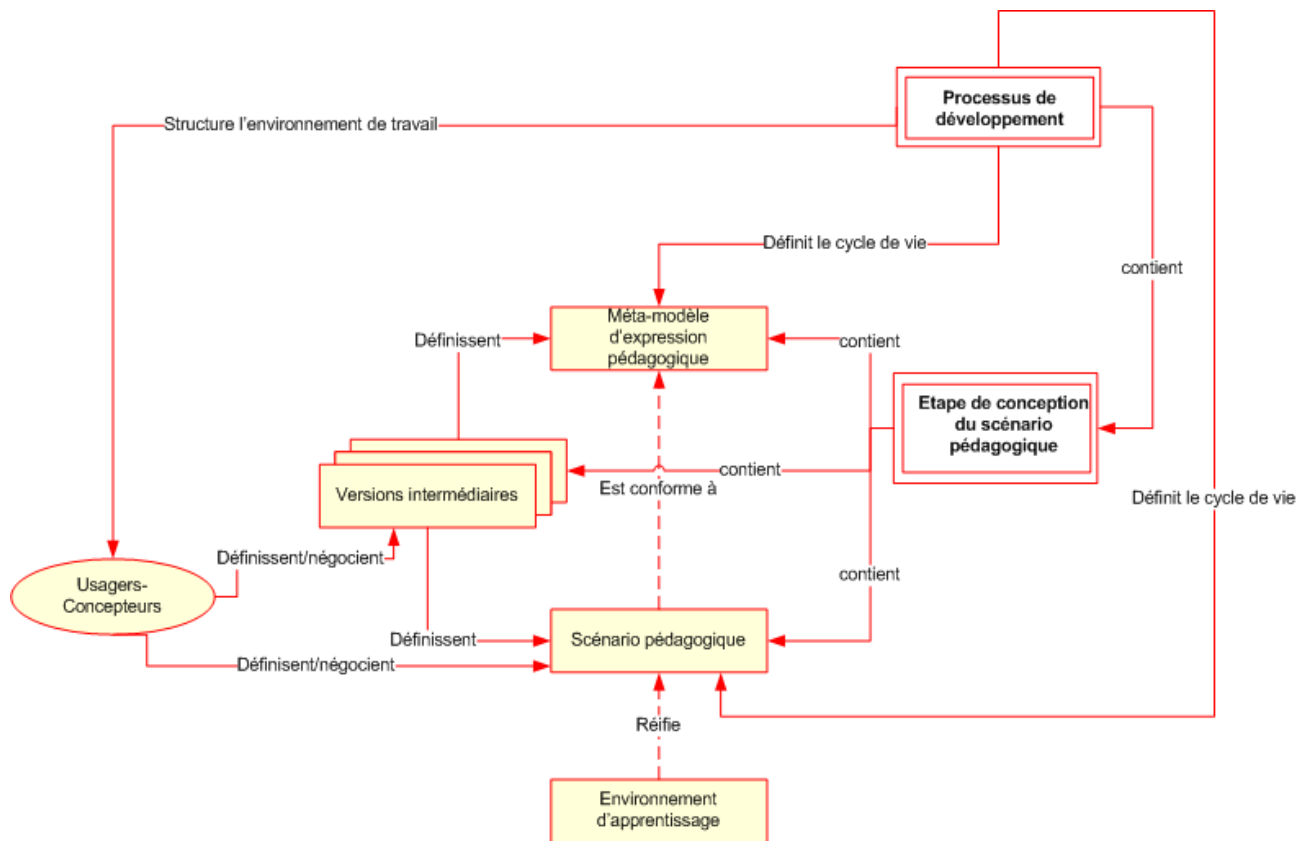 Processus de
développement
Structure l'environnement de travail
Définit le cycle de vie
contient
Méta-modèle
d'expression
pédagogique
Définissent
contient
Etape de conception
du scénario
pédagogique
contient
Est conforme à
Versions intermédiaires
Définit le cycle de vie
Définissent/négocient
contient
Usagers-
Concepteurs
Définissent
Scénario pédagogique
Définisent/négocient
Réifie
Environnement
d'apprentissage